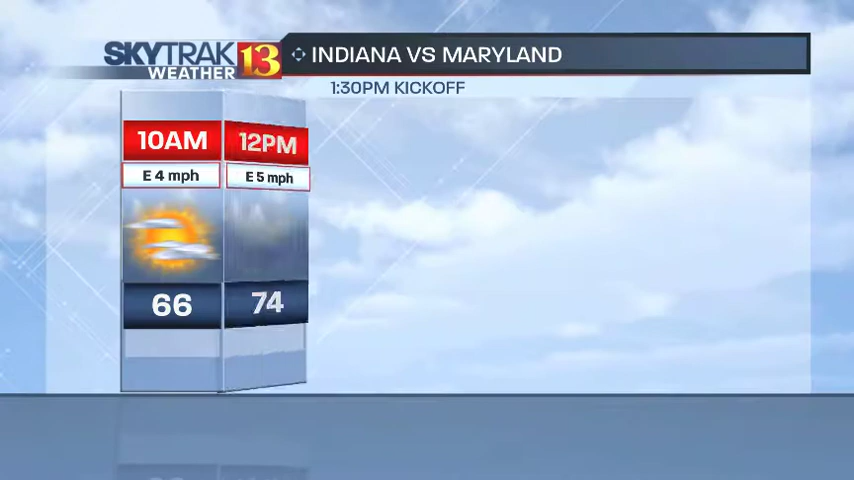 SKYTRAK
WEATHER 13
INDIANA VS MARYLAND
1:30PM KICKOFF
10AM 12PM
E 4 mph E 5 mph
66 74